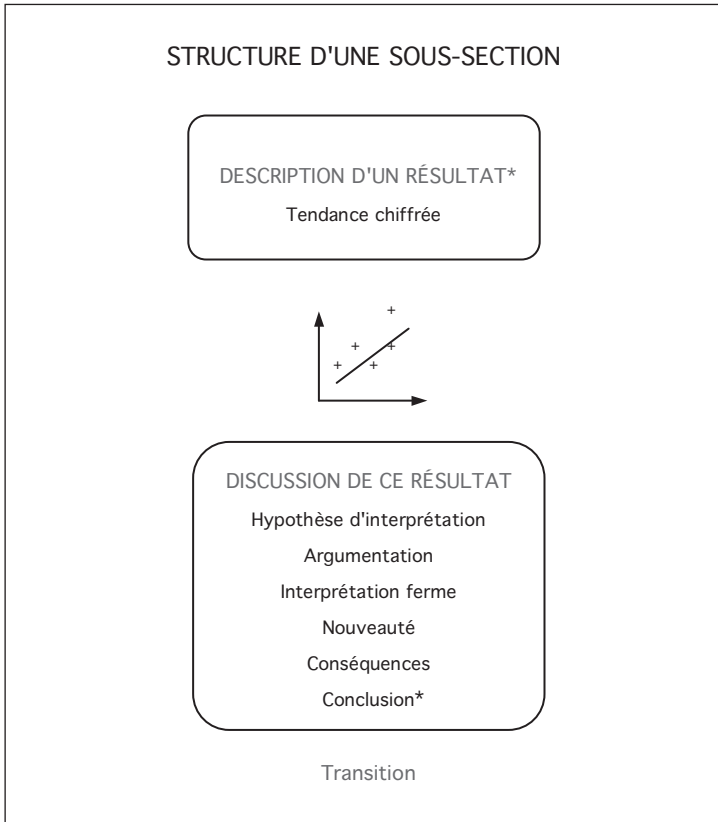 STRUCTURE D'UNE SOUS-SECTION
DESCRIPTION D'UN RÉSULTAT*
Tendance chiffrée
DISCUSSION DE CE RÉSULTAT
Hypothèse d'interprétation
Argumentation
Interprétation ferme
Nouveauté
Conséquences
Conclusion*
Transition